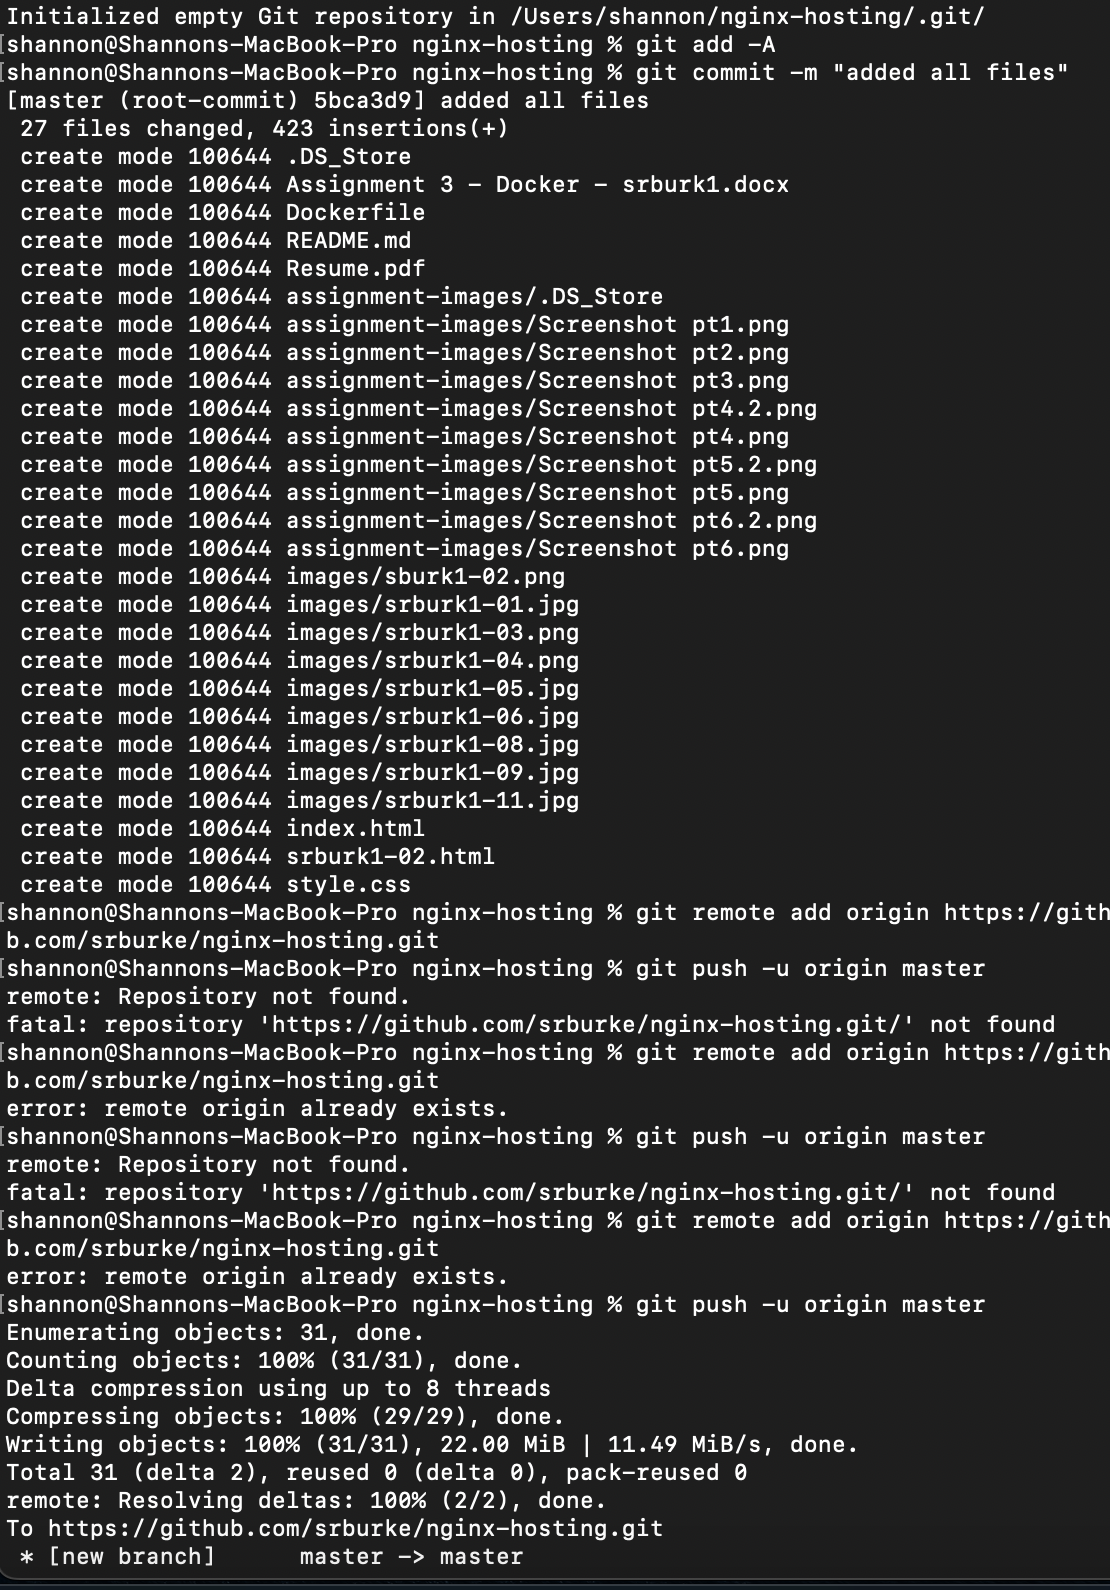 Initialized empty Git repository in /Users/shannon/nginx-hosting/.git/
[shannon@Shannons-MacBook-Pro nginx-hosting % git add -A
[shannon@Shannons-MacBook-Pro nginx-hosting % git commit -m "added all files"
[master (root-commit) 5bca3d9] added all files
 27 files changed, 423 insertions(+)
 create mode 100644 .DS_Store
 create mode 100644 Assignment 3 - Docker - srburk1.docx
 create mode 100644 Dockerfile
 create mode 100644 README.md
 create mode 100644 Resume.pdf
 create mode 100644 assignment-images/.DS_Store
 create mode 100644 assignment-images/Screenshot pt1.png
 create mode 100644 assignment-images/Screenshot pt2.png
 create mode 100644 assignment-images/Screenshot pt3.png
 create mode 100644 assignment-images/Screenshot pt4.2.png
 create mode 100644 assignment-images/Screenshot pt4.png
 create mode 100644 assignment-images/Screenshot pt5.2.png
 create mode 100644 assignment-images/Screenshot pt5.png
 create mode 100644 assignment-images/Screenshot pt6.2.png
 create mode 100644 assignment-images/Screenshot pt6.png
 create mode 100644 images/sburk1-02.png
 create mode 100644 images/srburk1-01.jpg
 create mode 100644 images/srburk1-03.png
 create mode 100644 images/srburk1-04.png
 create mode 100644 images/srburk1-05.jpg
 create mode 100644 images/srburk1-06.jpg
 create mode 100644 images/srburk1-08.jpg
 create mode 100644 images/srburk1-09.jpg
 create mode 100644 images/srburk1-11.jpg
 create mode 100644 index.html
 create mode 100644 srburk1-02.html
 create mode 100644 style.css
[shannon@Shannons-MacBook-Pro nginx-hosting % git remote add origin https://gith
b.com/srburke/nginx-hosting.git
[shannon@Shannons-MacBook-Pro nginx-hosting % git push -u origin master
remote: Repository not found.
fatal: repository 'https://github.com/srburke/nginx-hosting.git/' not found
[shannon@Shannons-MacBook-Pro nginx-hosting % git remote add origin https://gith
b.com/srburke/nginx-hosting.git
error: remote origin already exists.
[shannon@Shannons-MacBook-Pro nginx-hosting % git push -u origin master
remote: Repository not found.
fatal: repository 'https://github.com/srburke/nginx-hosting.git/' not found
[shannon@Shannons-MacBook-Pro nginx-hosting % git remote add origin https://gith
b.com/srburke/nginx-hosting.git
error: remote origin already exists.
[shannon@Shannons-MacBook-Pro nginx-hosting % git push -u origin master
Enumerating objects: 31, done.
Counting objects: 100% (31/31), done.
Delta compression using up to 8 threads
Compressing objects: 100% (29/29), done.
Writing objects: 100% (31/31), 22.00 MiB | 11.49 MiB/s, done.
Total 31 (delta 2), reused 0 (delta 0), pack-reused 0
remote: Resolving deltas: 100% (2/2), done.
To https://github.com/srburke/nginx-hosting.git
 * [new branch]      master -> master